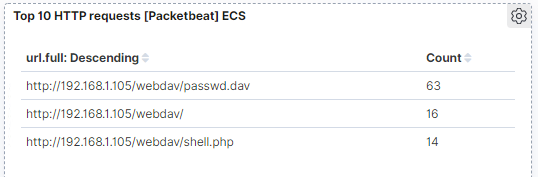 Top 10 HTTP requests [Packetbeat] ECS
url.full: Descending Count
http://192.168.1.105/webdav/passwd.dav 63
http://192.168.1.105/webdav/ 16
http://192.168.1.105/webdav/shell.php 14